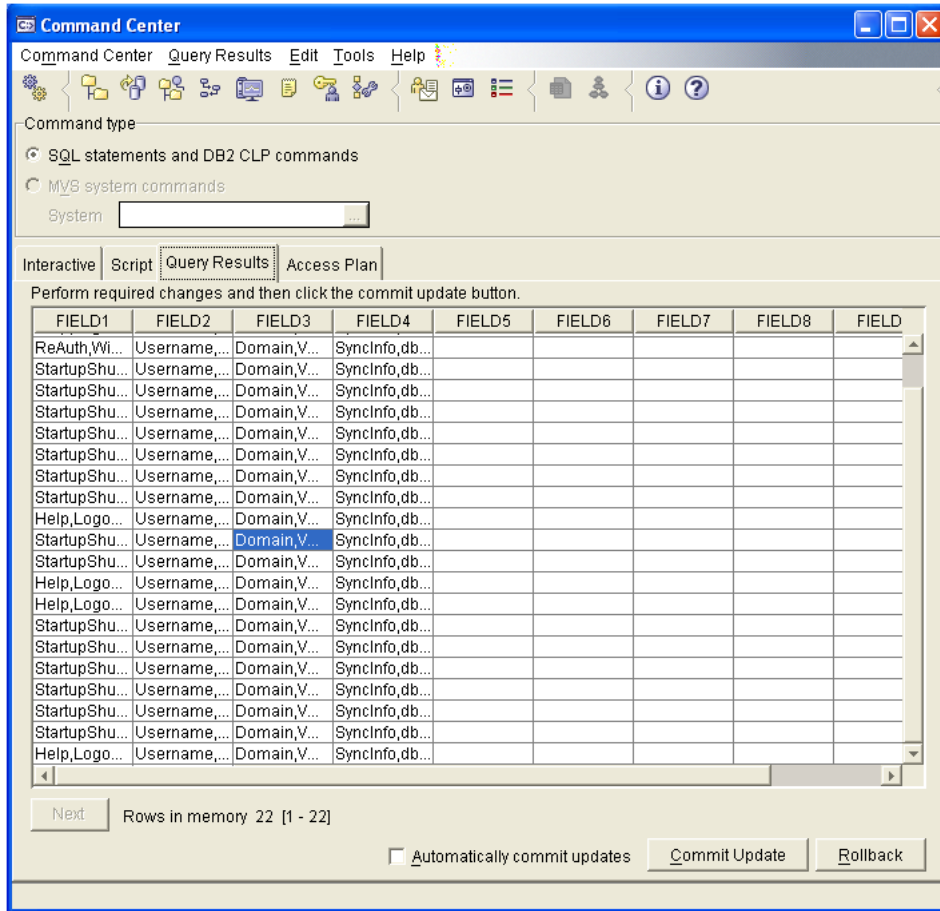 Command Center
Command Center Query Results Edit Tools Help
Command type
SQL statements and DB2 CLP commands
MVS system commands
System ...
Interactive Script Query Results Access Plan
Perform required changes and then click the commit update button.
FIELD1 FIELD2 FIELD3 FIELD4 FIELD5 FIELD6 FIELD7 FIELD8 FIELD
ReAuth,Wi... Username,... Domain,V... SyncInfo,db...
StartupShu... Username,... Domain,V... SyncInfo,db...
StartupShu... Username,... Domain,V... SyncInfo,db...
StartupShu... Username,... Domain,V... SyncInfo,db...
StartupShu... Username,... Domain,V... SyncInfo,db...
StartupShu... Username,... Domain,V... SyncInfo,db...
StartupShu... Username,... Domain,V... SyncInfo,db...
StartupShu... Username,... Domain,V... SyncInfo,db...
Help,Logo... Username,... Domain,V... SyncInfo,db...
StartupShu... Username,... Domain,V... SyncInfo,db...
StartupShu... Username,... Domain,V... SyncInfo,db...
Help,Logo... Username,... Domain,V... SyncInfo,db...
Help,Logo... Username,... Domain,V... SyncInfo,db...
StartupShu... Username,... Domain,V... SyncInfo,db...
StartupShu... Username,... Domain,V... SyncInfo,db...
StartupShu... Username,... Domain,V... SyncInfo,db...
StartupShu... Username,... Domain,V... SyncInfo,db...
StartupShu... Username,... Domain,V... SyncInfo,db...
StartupShu... Username,... Domain,V... SyncInfo,db...
Help,Logo... Username,... Domain,V... SyncInfo,db...
Next Rows in memory 22 [1 - 22]
Automatically commit updates Commit Update Rollback